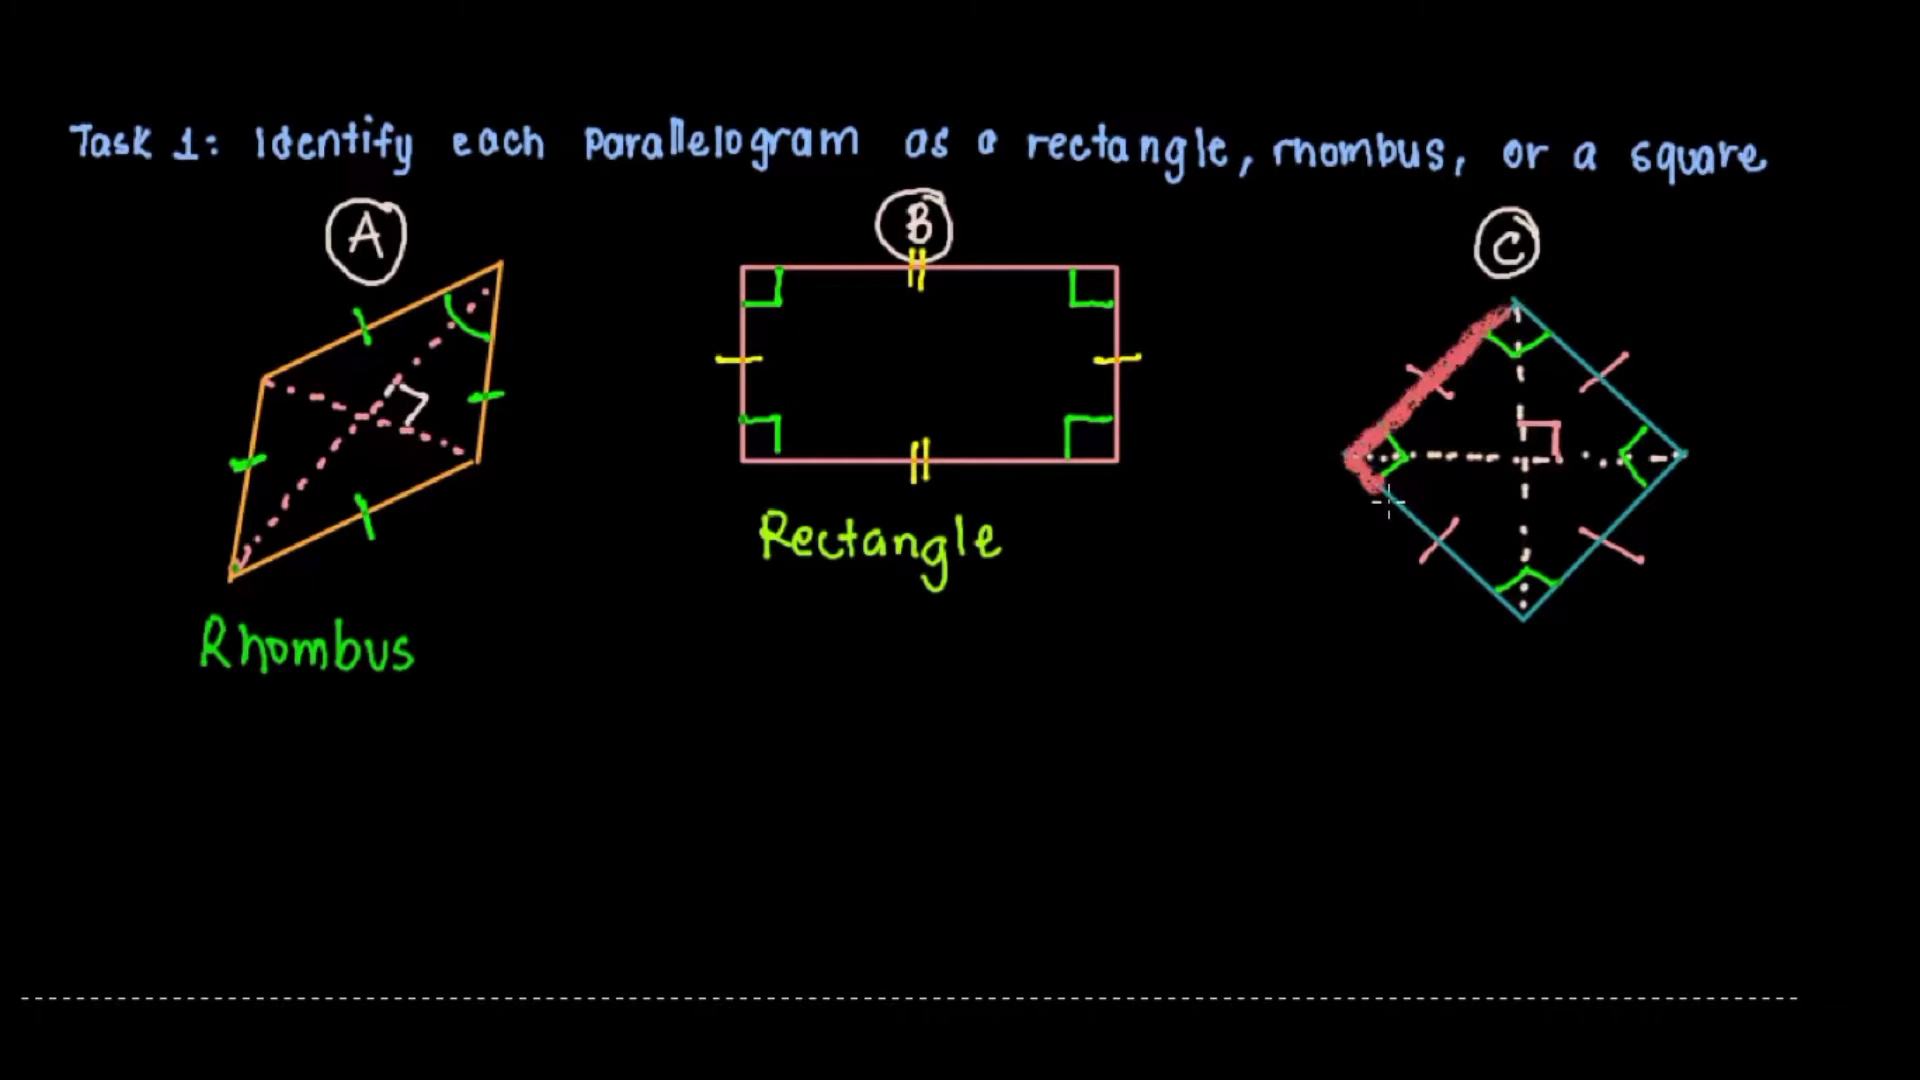 Task 1: Identify each parallelogram as a rectangle, rhombus, or a square
A
B
C
Rectangle
Rhombus